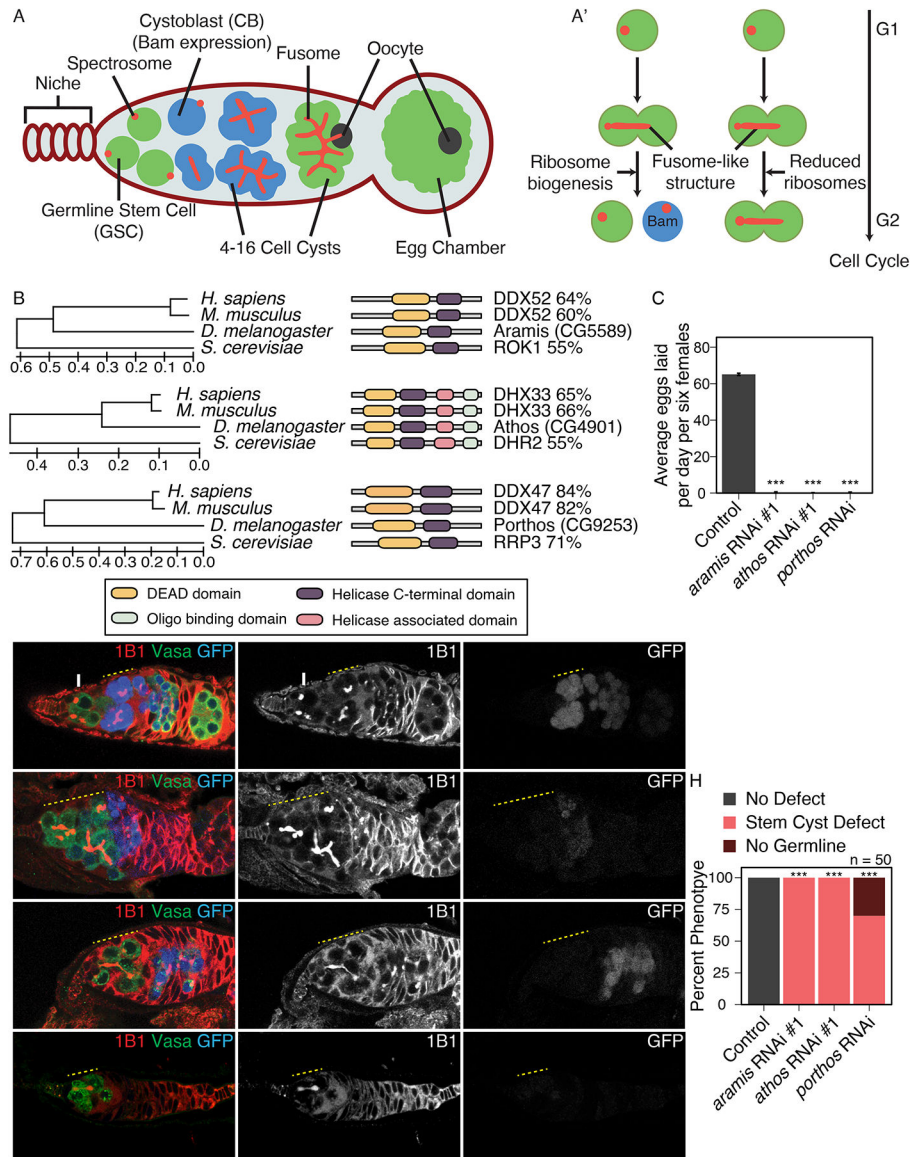 A
Cystoblast (CB)
(Bam expression)
Spectrosome
Niche
Fusome
Oocyte
Germline Stem Cell
(GSC)
4-16 Cell Cysts
Egg Chamber
A'
G1
Ribosome
biogenesis
Fusome-like
structure
Reduced
ribosomes
Bam
G2
Cell Cycle
B
H. sapiens
M. musculus
D. melanogaster
S. cerevisiae
0.6 0.5 0.4 0.3 0.2 0.1 0.0
DDX52 64%
DDX52 60%
Aramis (CG5589)
ROK1 55%
H. sapiens
M. musculus
D. melanogaster
S. cerevisiae
0.4 0.3 0.2 0.1 0.0
DHX33 65%
DHX33 66%
Athos (CG4901)
DHR2 55%
H. sapiens
M. musculus
D. melanogaster
S. cerevisiae
0.7 0.6 0.5 0.4 0.3 0.2 0.1 0.0
DDX47 84%
DDX47 82%
Porthos (CG9253)
RRP3 71%
DEAD domain
Helicase C-terminal domain
Oligo binding domain
Helicase associated domain
C
Average eggs laid
per day per six females
80
60
40
20
0
*** *** ***
Control
aramis RNAi #1
athos RNAi #1
porthos RNAi
1B1 Vasa GFP
1B1
GFP
1B1 Vasa GFP
1B1
GFP
1B1 Vasa GFP
1B1
GFP
1B1 Vasa GFP
1B1
GFP
H
No Defect
Stem Cyst Defect
No Germline
n = 50
Percent Phenotpye
100
75
50
25
0
*** *** ***
Control
aramis RNAi #1
athos RNAi #1
porthos RNAi